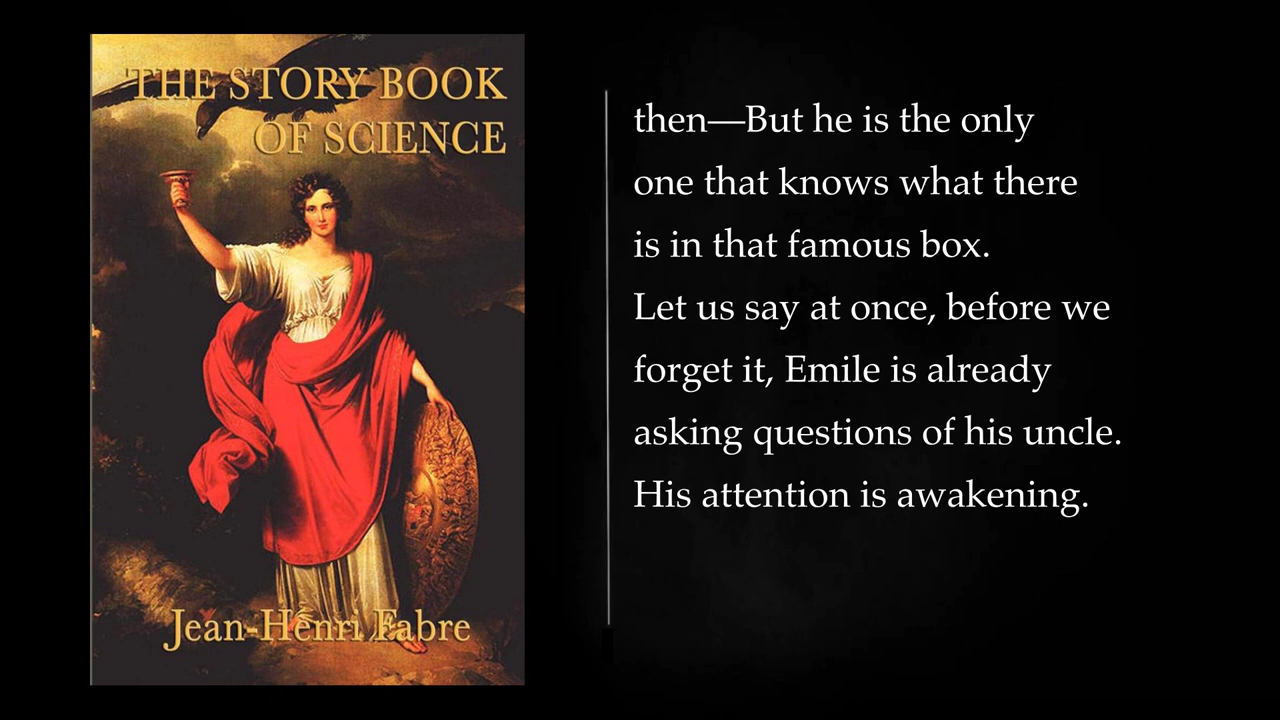 THE STORY BOOK
OF SCIENCE
Jean-Henri Fabre
then—But he is the only
one that knows what there
is in that famous box.
Let us say at once, before we
forget it, Emile is already
asking questions of his uncle.
His attention is awakening.